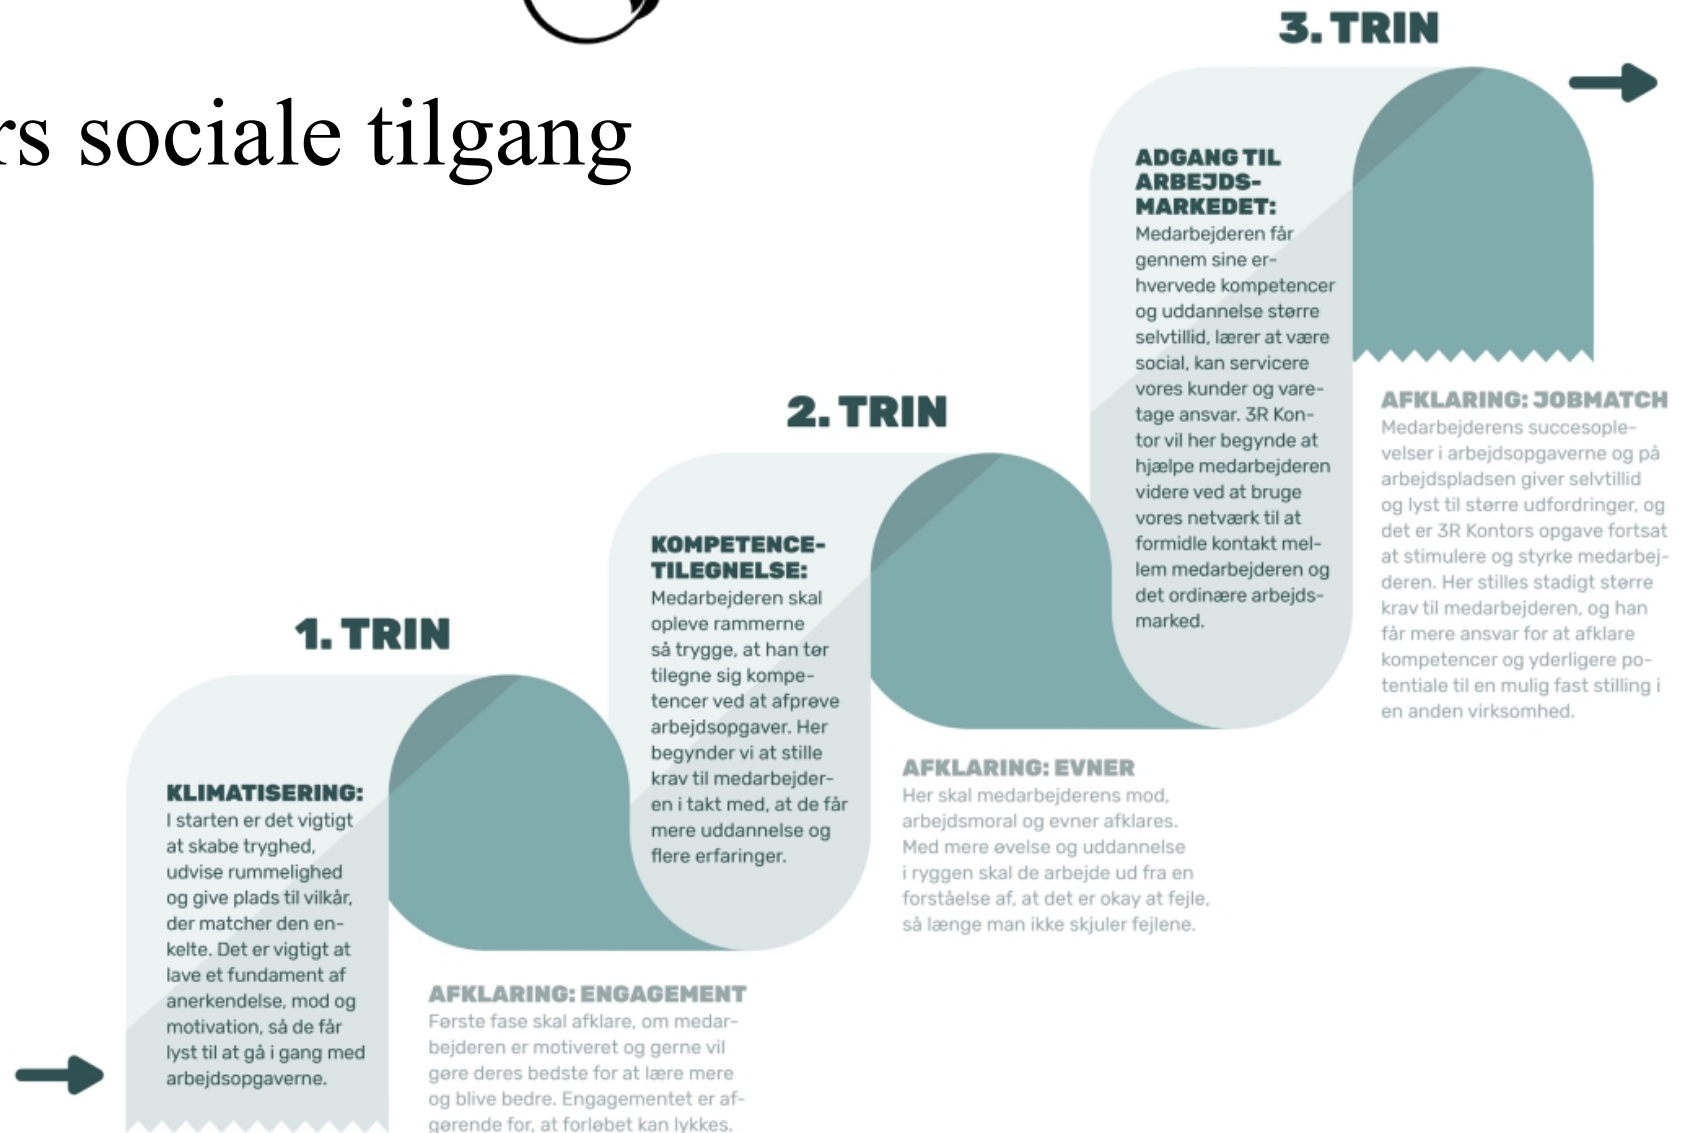 rs sociale tilgang
1. TRIN
KLIMATISERING:
I starten er det vigtigt
at skabe tryghed,
udvise rummelighed
og give plads til vilkår,
der matcher den en-
kelte. Det er vigtigt at
lave et fundament af
anerkendelse, mod og
motivation, så de får
lyst til at gå i gang med
arbejdsopgaverne.
AFKLARING: ENGAGEMENT
Første fase skal afklare, om medar-
bejderen er motiveret og gerne vil
gøre deres bedste for at lære mere
og blive bedre. Engagementet er af-
gørende for, at forløbet kan lykkes.
2. TRIN
KOMPETENCE-
TILEGNELSE:
Medarbejderen skal
opleve rammerne
så trygge, at han tør
tilegne sig kompe-
tencer ved at afprøve
arbejdsopgaver. Her
begynder vi at stille
krav til medarbejder-
en i takt med, at de får
mere uddannelse og
flere erfaringer.
AFKLARING: EVNER
Her skal medarbejderens mod,
arbejdsmoral og evner afklares.
Med mere øvelse og uddannelse
i ryggen skal de arbejde ud fra en
forståelse af, at det er okay at fejle,
så længe man ikke skjuler fejlene.
3. TRIN
ADGANG TIL
ARBEJDS-
MARKEDET:
Medarbejderen får
gennem sine er-
hvervede kompetencer
og uddannelse større
selvtillid, lærer at være
social, kan servicere
vores kunder og vare-
tage ansvar. 3R Kon-
tor vil her begynde at
hjælpe medarbejderen
videre ved at bruge
vores netværk til at
formidle kontakt mel-
lem medarbejderen og
det ordinære arbejds-
marked.
AFKLARING: JOBMATCH
Medarbejderens succesople-
velser i arbejdsopgaverne og på
arbejdspladsen giver selvtillid
og lyst til større udfordringer, og
det er 3R Kontors opgave fortsat
at stimulere og styrke medarbej-
deren. Her stilles stadigt større
krav til medarbejderen, og han
får mere ansvar for at afklare
kompetencer og yderligere po-
tentiale til en mulig fast stilling i
en anden virksomhed.